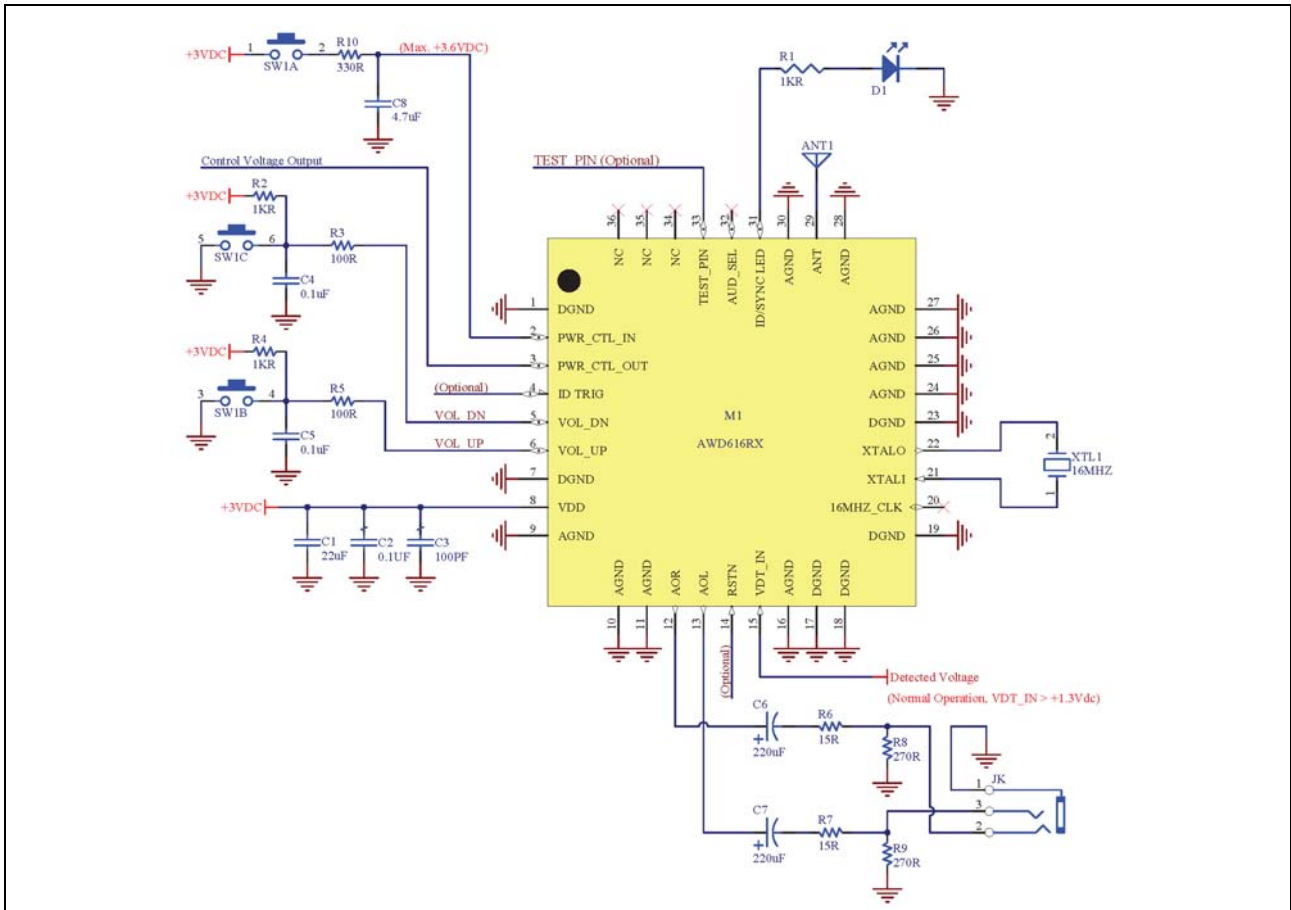 +3VDC
1
2
SW1A
R10
330R
(Max. +3.6VDC)
C8
4.7uF
R1
1KR
D1
Control Voltage Output
TEST_PIN (Optional)
ANT1
+3VDC
R2
1KR
5
6
SW1C
R3
100R
C4
0.1uF
+3VDC
R4
1KR
3
4
SW1B
R5
100R
C5
0.1uF
(Optional)
VOL_DN
VOL_UP
+3VDC
C1
22uF
C2
0.1UF
C3
100PF
36
35
34
33
32
31
30
29
28
NC
NC
NC
TEST_PIN
AUD_SEL
ID/SYNC LED
AGND
ANT
AGND
1
DGND
2
PWR_CTL_IN
3
PWR_CTL_OUT
4
ID TRIG
5
VOL_DN
6
VOL_UP
7
DGND
8
VDD
9
AGND
M1
AWD616RX
AGND
27
AGND
26
AGND
25
AGND
24
DGND
23
XTALO
22
XTALI
21
16MHZ_CLK
20
DGND
19
2
XTL1
16MHZ
1
AGND
AGND
AOR
AOL
RSTN
VDT_IN
AGND
DGND
DGND
10
11
12
13
14
15
16
17
18
(Optional)
Detected Voltage
(Normal Operation, VDT_IN > +1.3Vdc)
C6
+
220uF
R6
15R
R8
270R
C7
+
220uF
R7
15R
R9
270R
JK
1
3
2